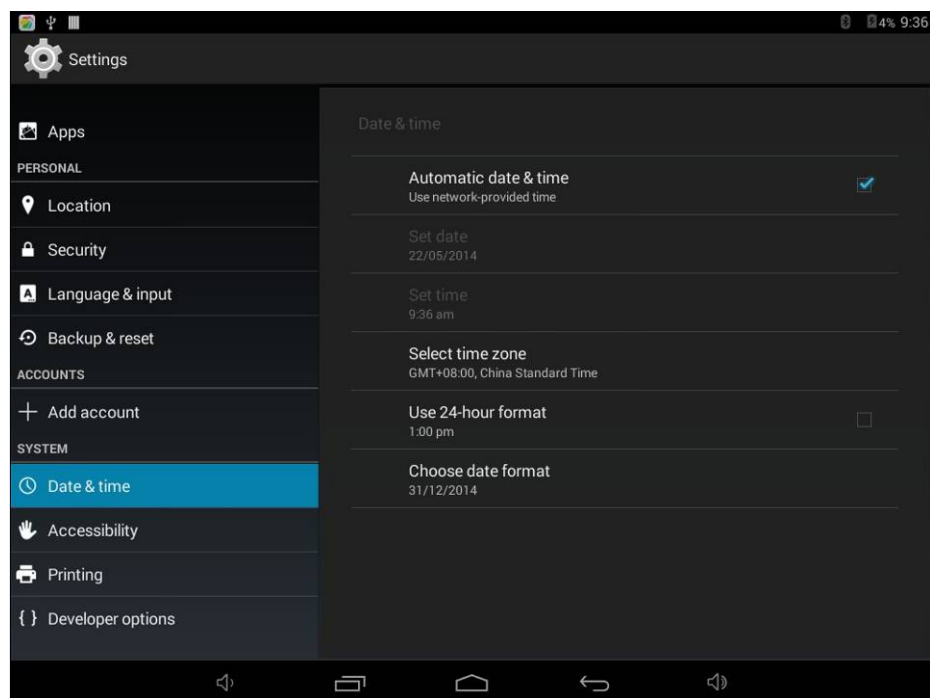 4% 9:36
Settings
Apps
PERSONAL
Location
Security
Language & input
Backup & reset
ACCOUNTS
Add account
SYSTEM
Date & time
Accessibility
Printing
{ } Developer options
Date & time
Automatic date & time
Use network-provided time
Set date
22/05/2014
Set time
9:36 am
Select time zone
GMT+08:00, China Standard Time
Use 24-hour format
1:00 pm
Choose date format
31/12/2014